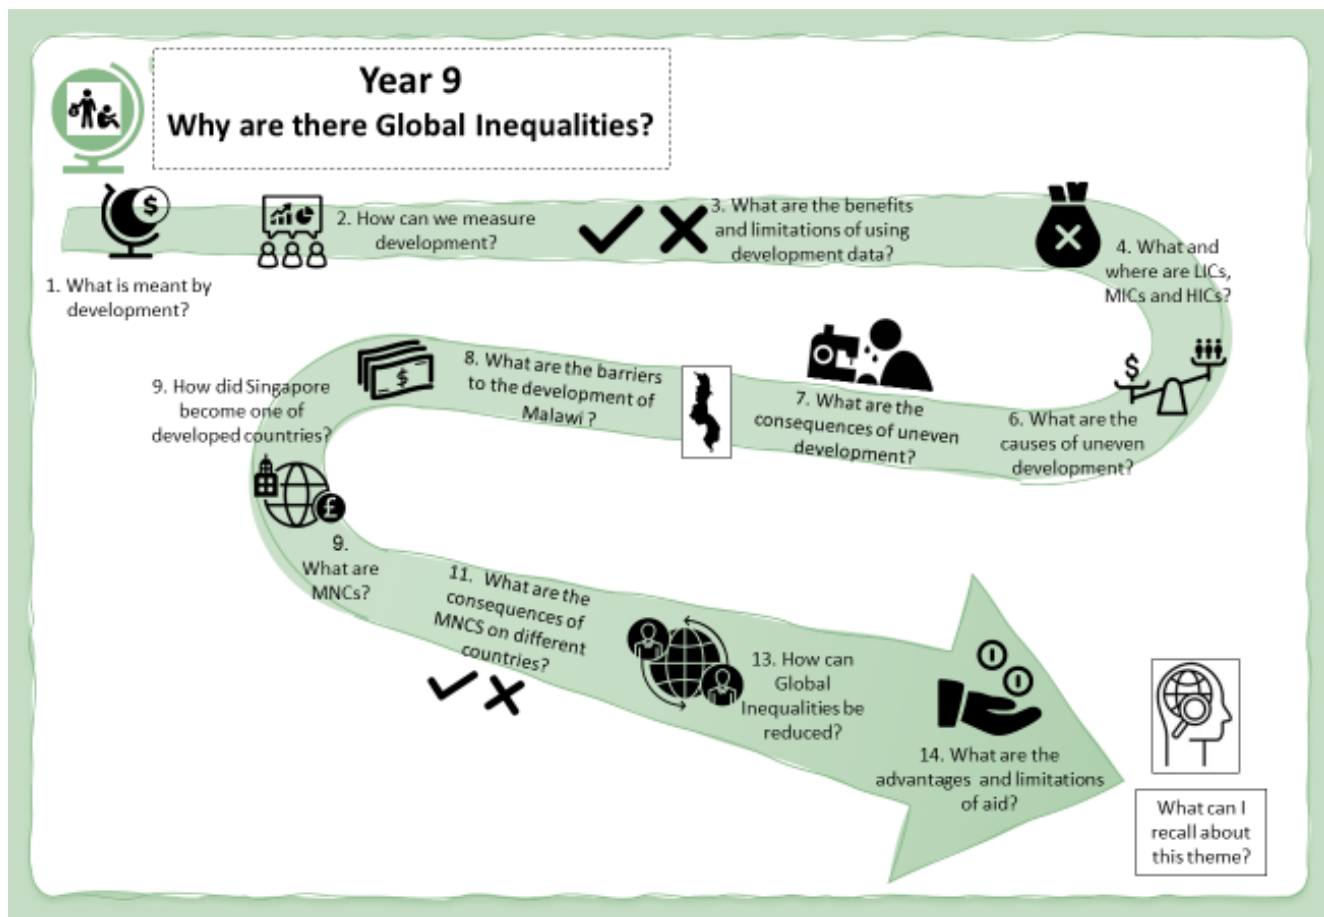 Year 9
Why are there Global Inequalities?
1. What is meant by
development?
2. How can we measure
development?
3. What are the benefits
and limitations of using
development data?
4. What and
where are LICs,
MICs and HICs?
6. What are the
causes of uneven
development?
7. What are the
consequences of uneven
development?
8. What are the barriers
to the development of
Malawi ?
9. How did Singapore
become one of
developed countries?
9.
What are
MNCs?
11. What are the
consequences of
MNCS on different
countries?
13. How can
Global
Inequalities be
reduced?
14. What are the
advantages and limitations
of aid?
What can I
recall about
this theme?